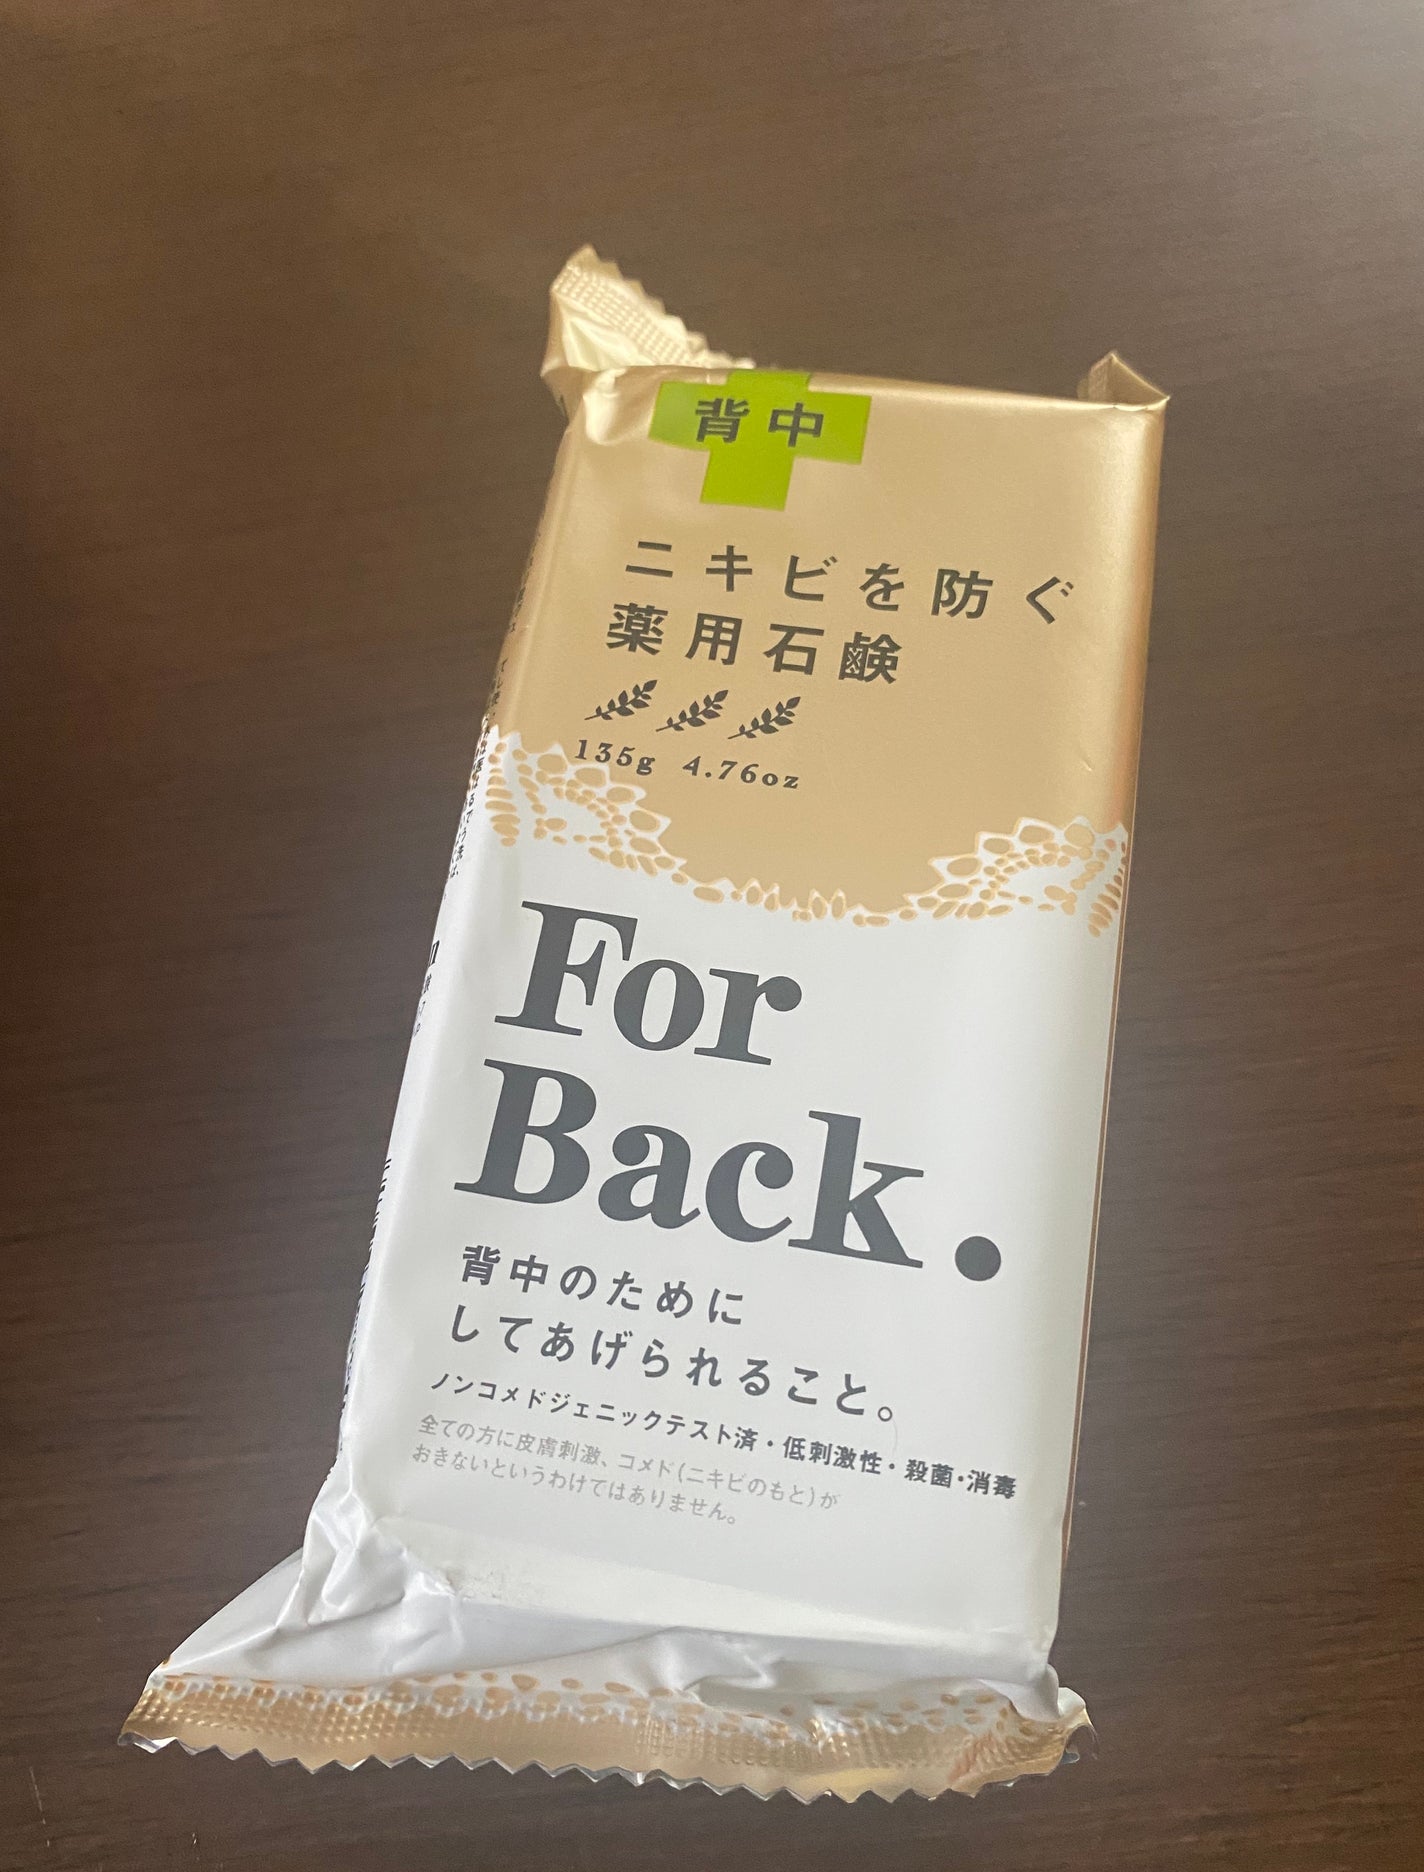 背中
ニキビを防ぐ
薬用石鹸
135g 4.76oz
For
Back.
背中のために
してあげられること。
ノンコメドジェニックテスト済・低刺激性・殺菌・消毒
全ての方に皮膚刺激、コメド(ニキビのもと)が
おきないというわけではありません。